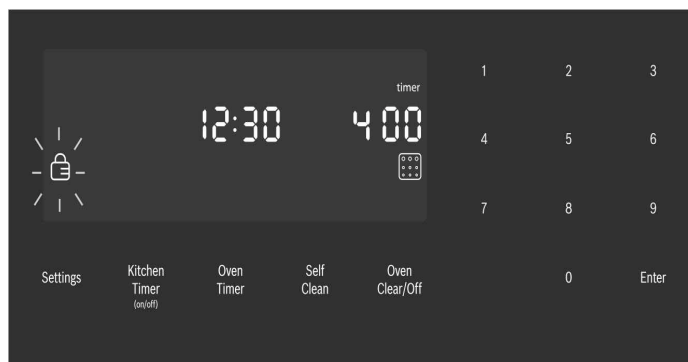 timer
12:30
4 00
1 2 3
4 5 6
7 8 9
0 Enter
Settings
Kitchen
Timer
(on/off)
Oven
Timer
Self
Clean
Oven
Clear/Off